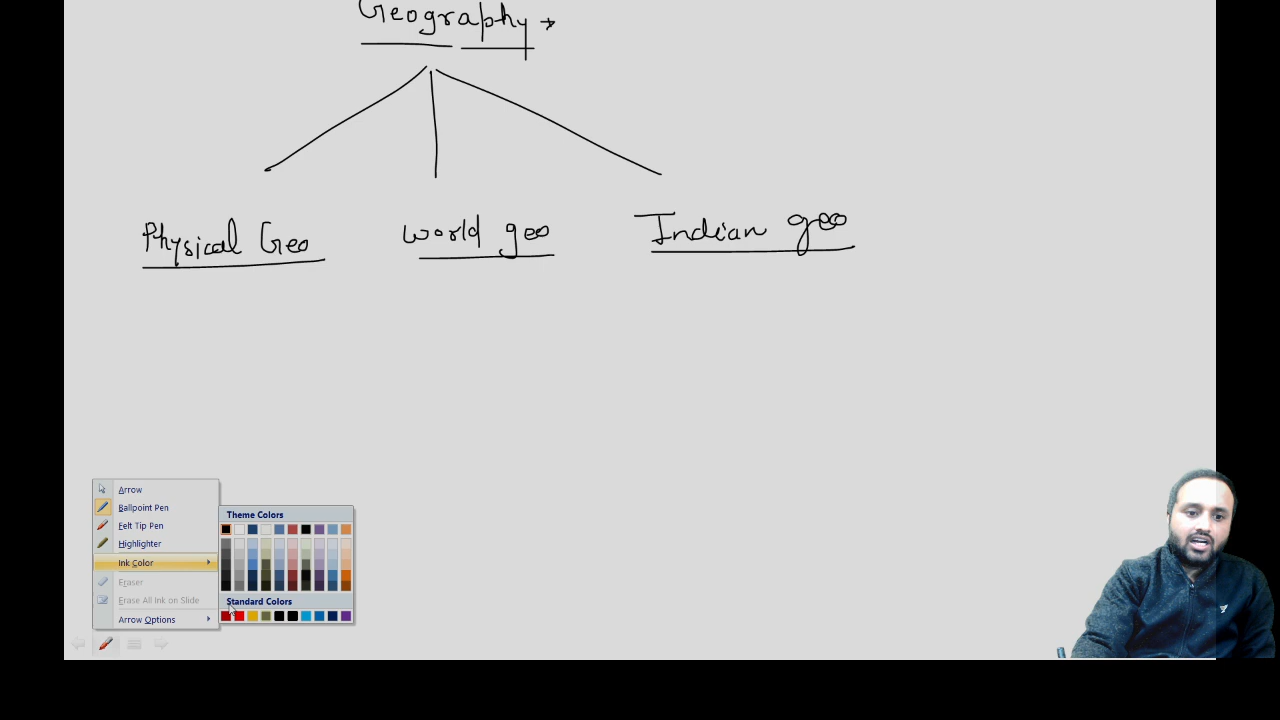 Geography →
Physical Geo world geo Indian geo
Arrow
Ballpoint Pen
Felt Tip Pen
Highlighter
Ink Color
Eraser
Erase All Ink on Slide
Arrow Options
Theme Colors
Standard Colors